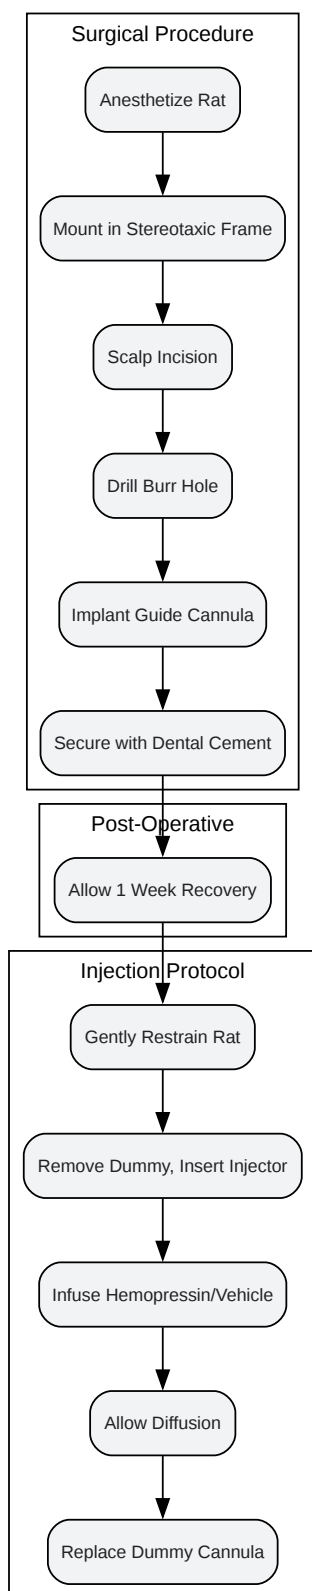 Surgical Procedure
Anesthetize Rat
Mount in Stereotaxic Frame
Scalp Incision
Drill Burr Hole
Implant Guide Cannula
Secure with Dental Cement
Post-Operative
Allow 1 Week Recovery
Injection Protocol
Gently Restrain Rat
Remove Dummy, Insert Injector
Infuse Hemopressin/Vehicle
Allow Diffusion
Replace Dummy Cannula